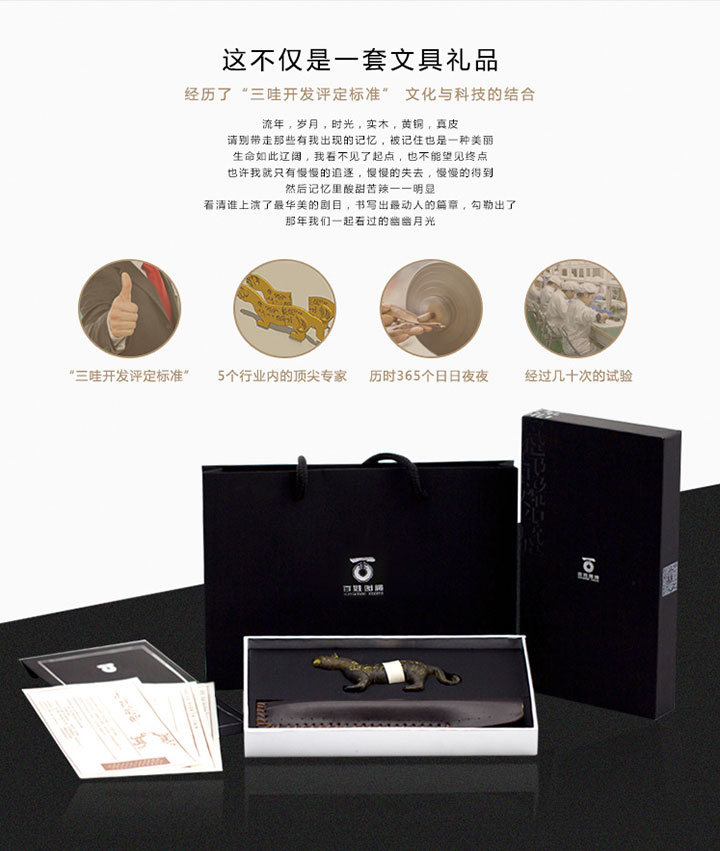 这不仅是一套文具礼品
经历了“三哇开发评定标准” 文化与科技的结合
流年，岁月，时光，实木，黄铜，真皮
请别带走那些有我出现的记忆，被记住也是一种美丽
生命如此辽阔，我看不见了起点，也不能望见终点
也许我就只有慢慢的追逐，慢慢的失去，慢慢的得到
然后记忆里酸甜苦辣一一明显
看清谁上演了最华美的剧目，书写出最动人的篇章，勾勒出了
那年我们一起看过的幽幽月光
“三哇开发评定标准”
5个行业内的顶尖专家
历时365个日日夜夜
经过几十次的试验